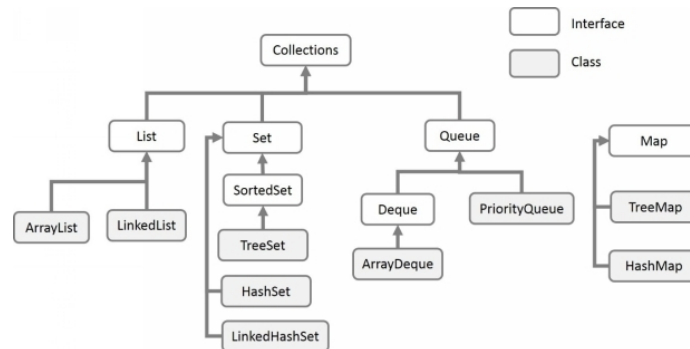 Interface
Collections
Class
List
Set
Queue
Map
SortedSet
Deque
PriorityQueue
TreeMap
ArrayList
LinkedList
TreeSet
ArrayDeque
HashMap
HashSet
LinkedHashSet